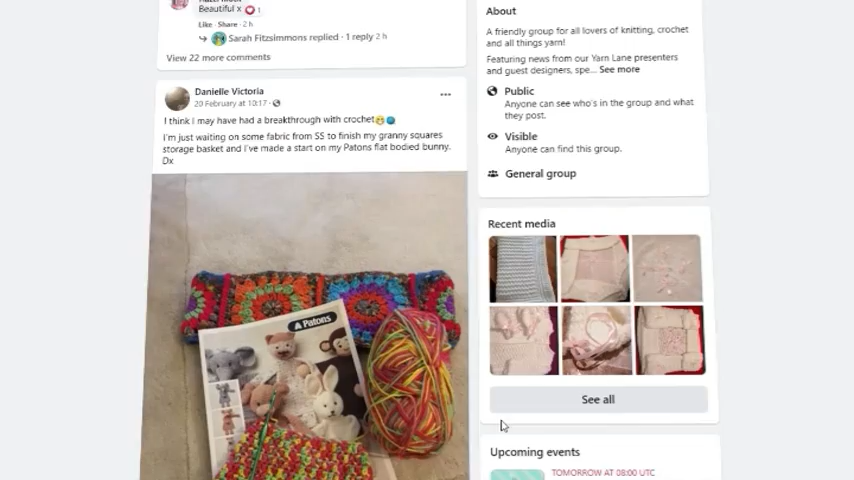 Beautiful x 1
Like · Share · 2 h
Sarah Fitzsimmons replied · 1 reply 2 h
View 22 more comments
Danielle Victoria
20 February at 10:17 ·
I think I may have had a breakthrough with crochet
I'm just waiting on some fabric from SS to finish my granny squares
storage basket and I've made a start on my Patons flat bodied bunny.
Dx
Patons
About
A friendly group for all lovers of knitting, crochet
and all things yarn!
Featuring news from our Yarn Lane presenters
and guest designers, spe... See more
Public
Anyone can see who's in the group and what
they post.
Visible
Anyone can find this group.
General group
Recent media
See all
Upcoming events
TOMORROW AT 08:00 UTC